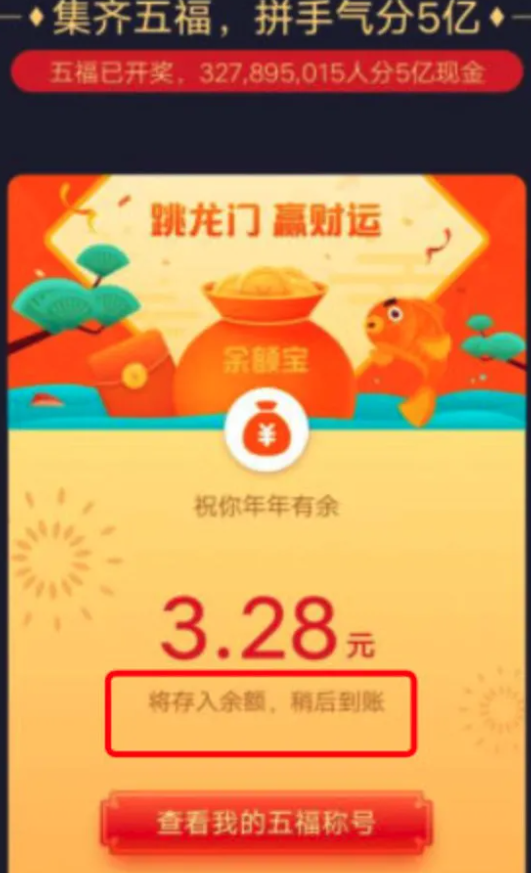 集齐五福，拼手气分5亿
五福已开奖，327,895,015人分5亿现金
跳龙门 赢财运
余额宝
¥
祝你年年有余
3.28元
将存入余额，稍后到账
查看我的五福称号